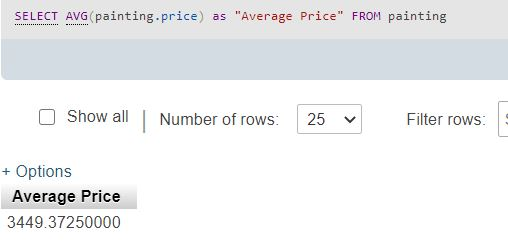 SELECT AVG(painting.price) as "Average Price" FROM painting
Show all
Number of rows:
25
Filter rows:
+ Options
Average Price
3449.37250000